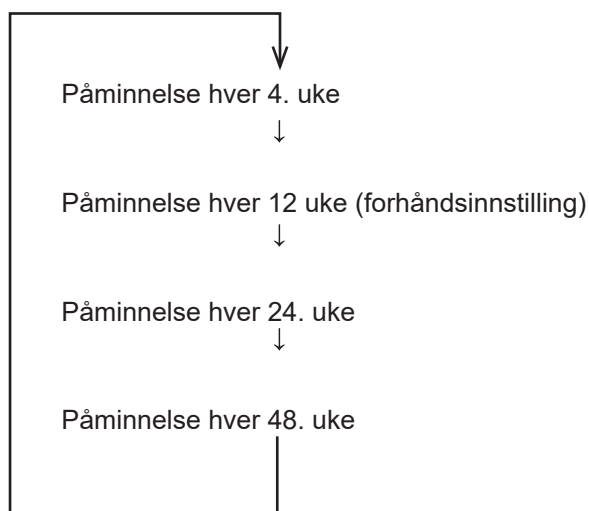 Påminnelse hver 4. uke
↓
Påminnelse hver 12 uke (forhåndsinnstilling)
↓
Påminnelse hver 24. uke
↓
Påminnelse hver 48. uke